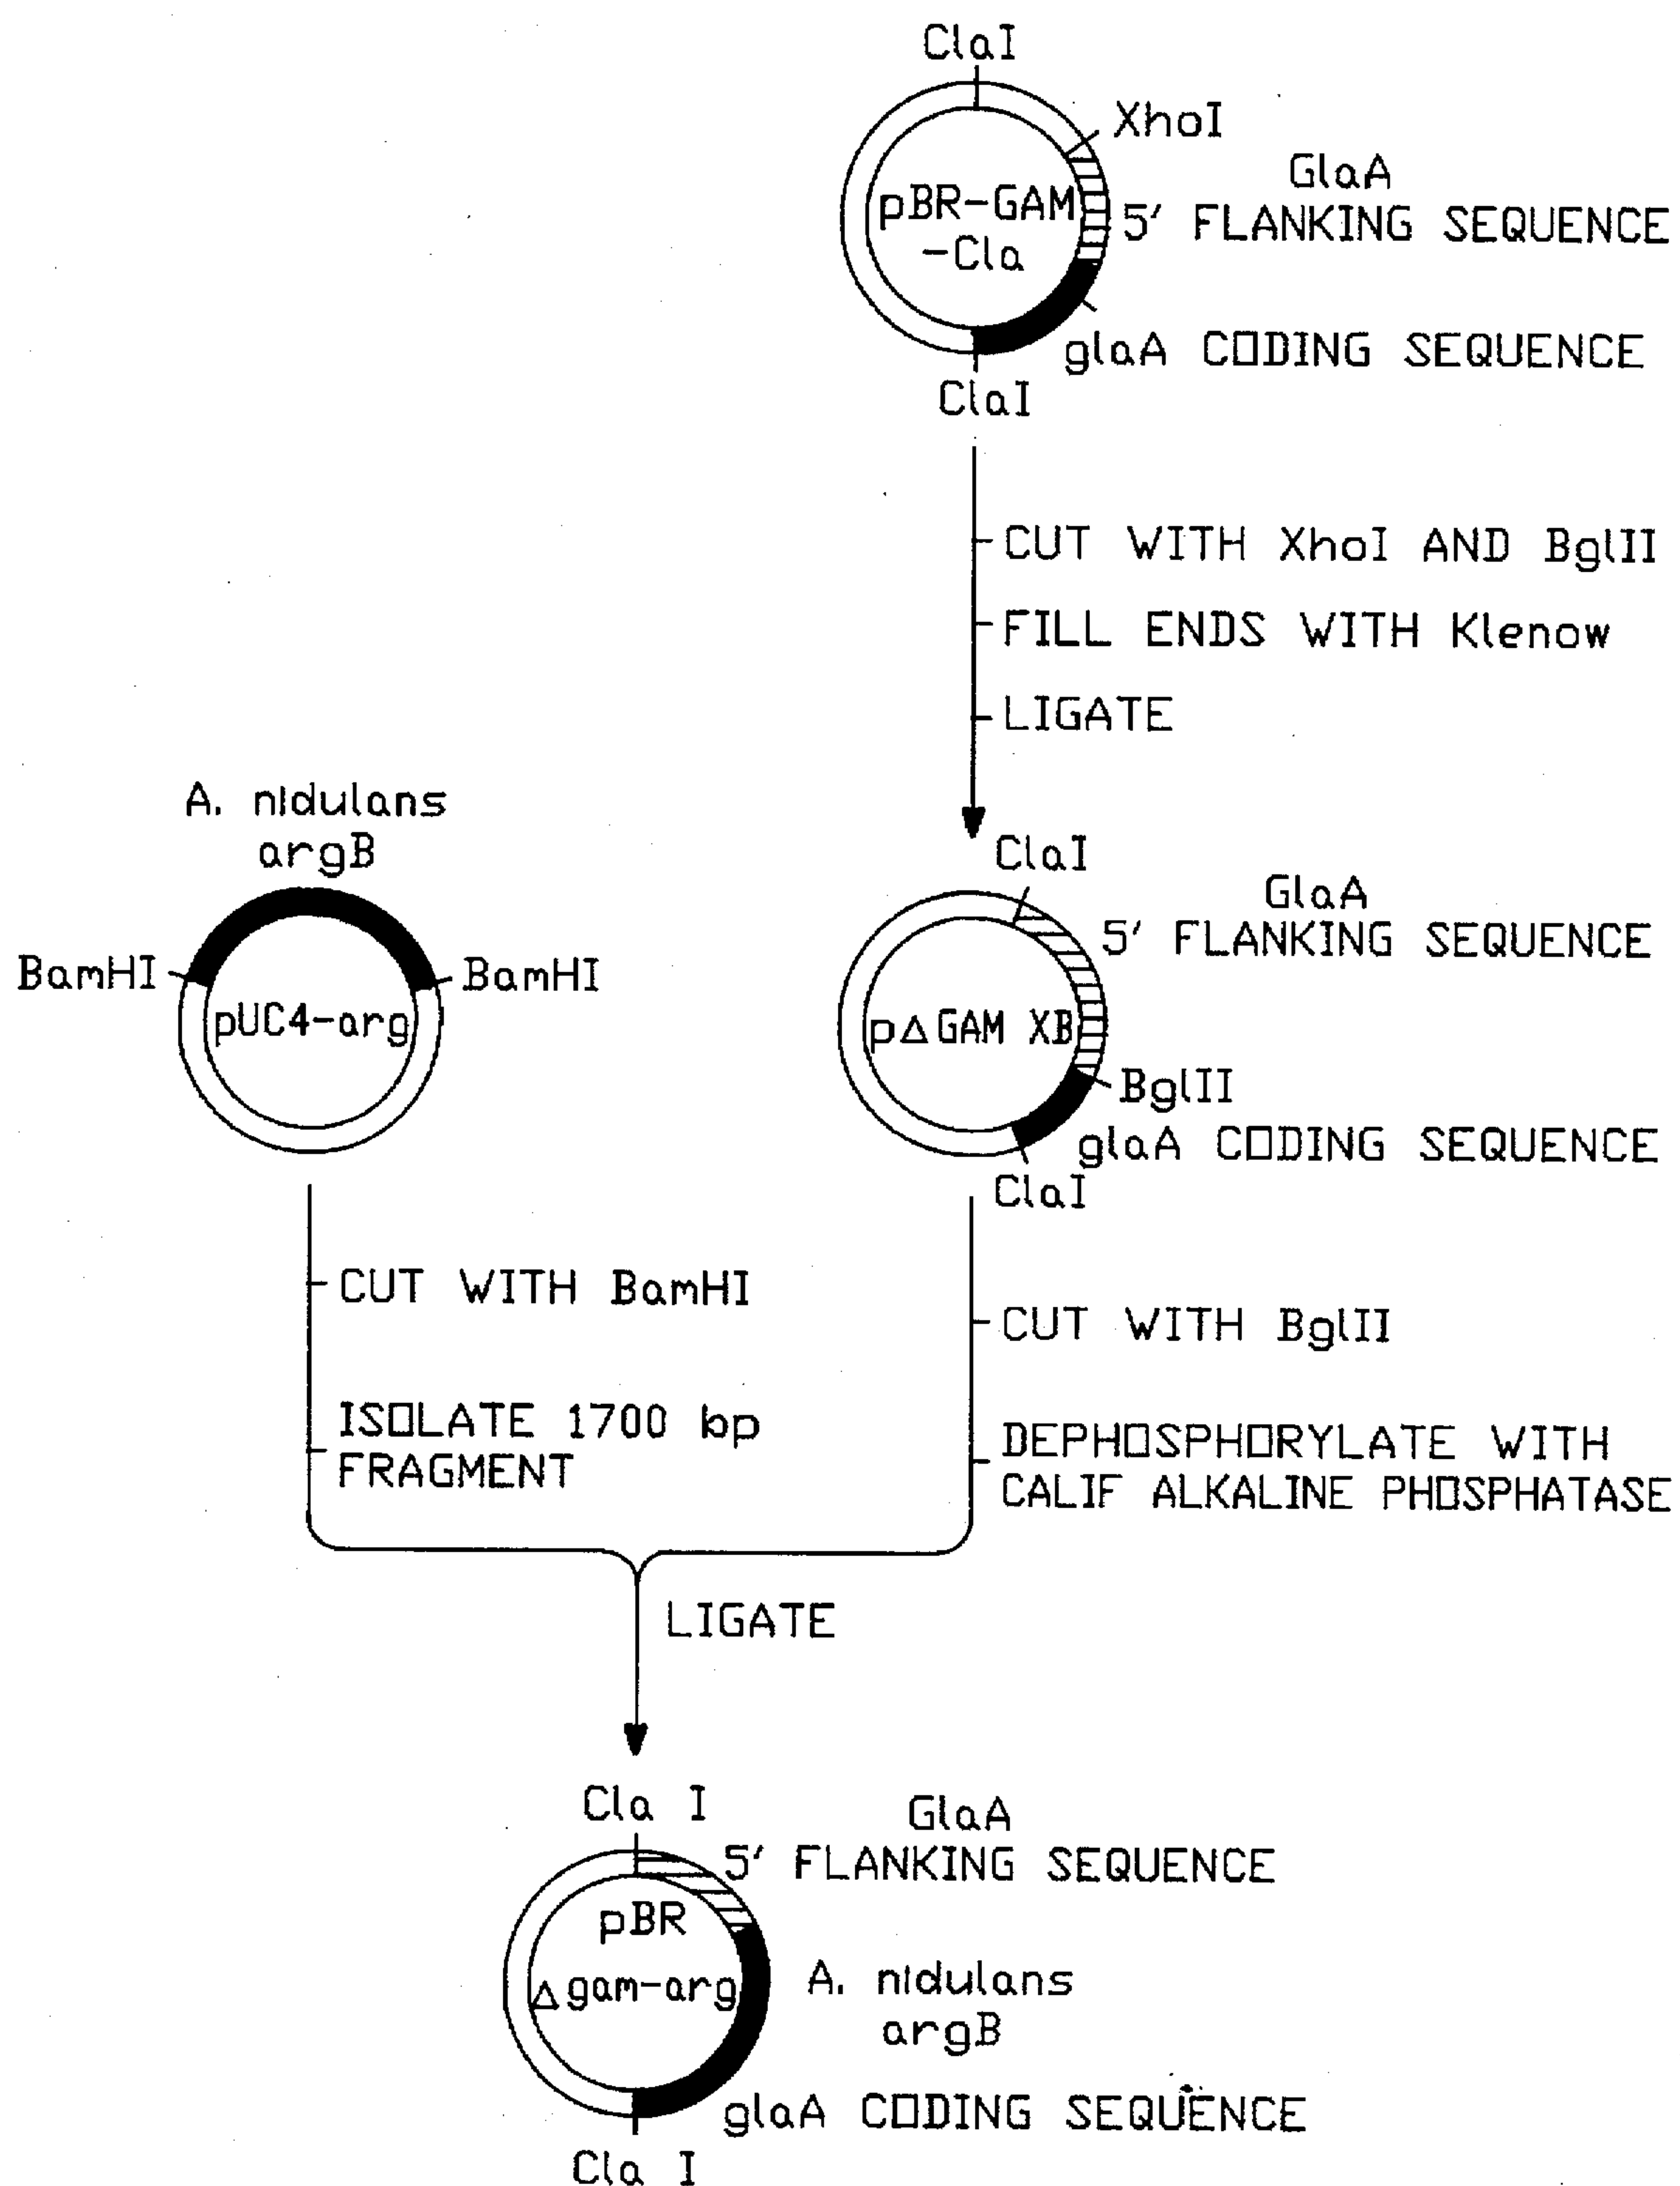 ClaI
XhoI
GlaA
5' FLANKING SEQUENCE
pBR-GAM
-Cla
glaA CODING SEQUENCE
ClaI
CUT WITH XhoI AND BglII
FILL ENDS WITH Klenow
LIGATE
A. nidulans
argB
BamHI
BamHI
pUC4-arg
ClaI
GlaA
5' FLANKING SEQUENCE
p∆GAM XB
BglII
glaA CODING SEQUENCE
ClaI
CUT WITH BamHI
ISOLATE 1700 bp
FRAGMENT
CUT WITH BglII
DEPHOSPHORYLATE WITH
CALIF ALKALINE PHOSPHATASE
LIGATE
Cla I
GlaA
5' FLANKING SEQUENCE
pBR
∆gam-arg
A. nidulans
argB
glaA CODING SEQUENCE
Cla I